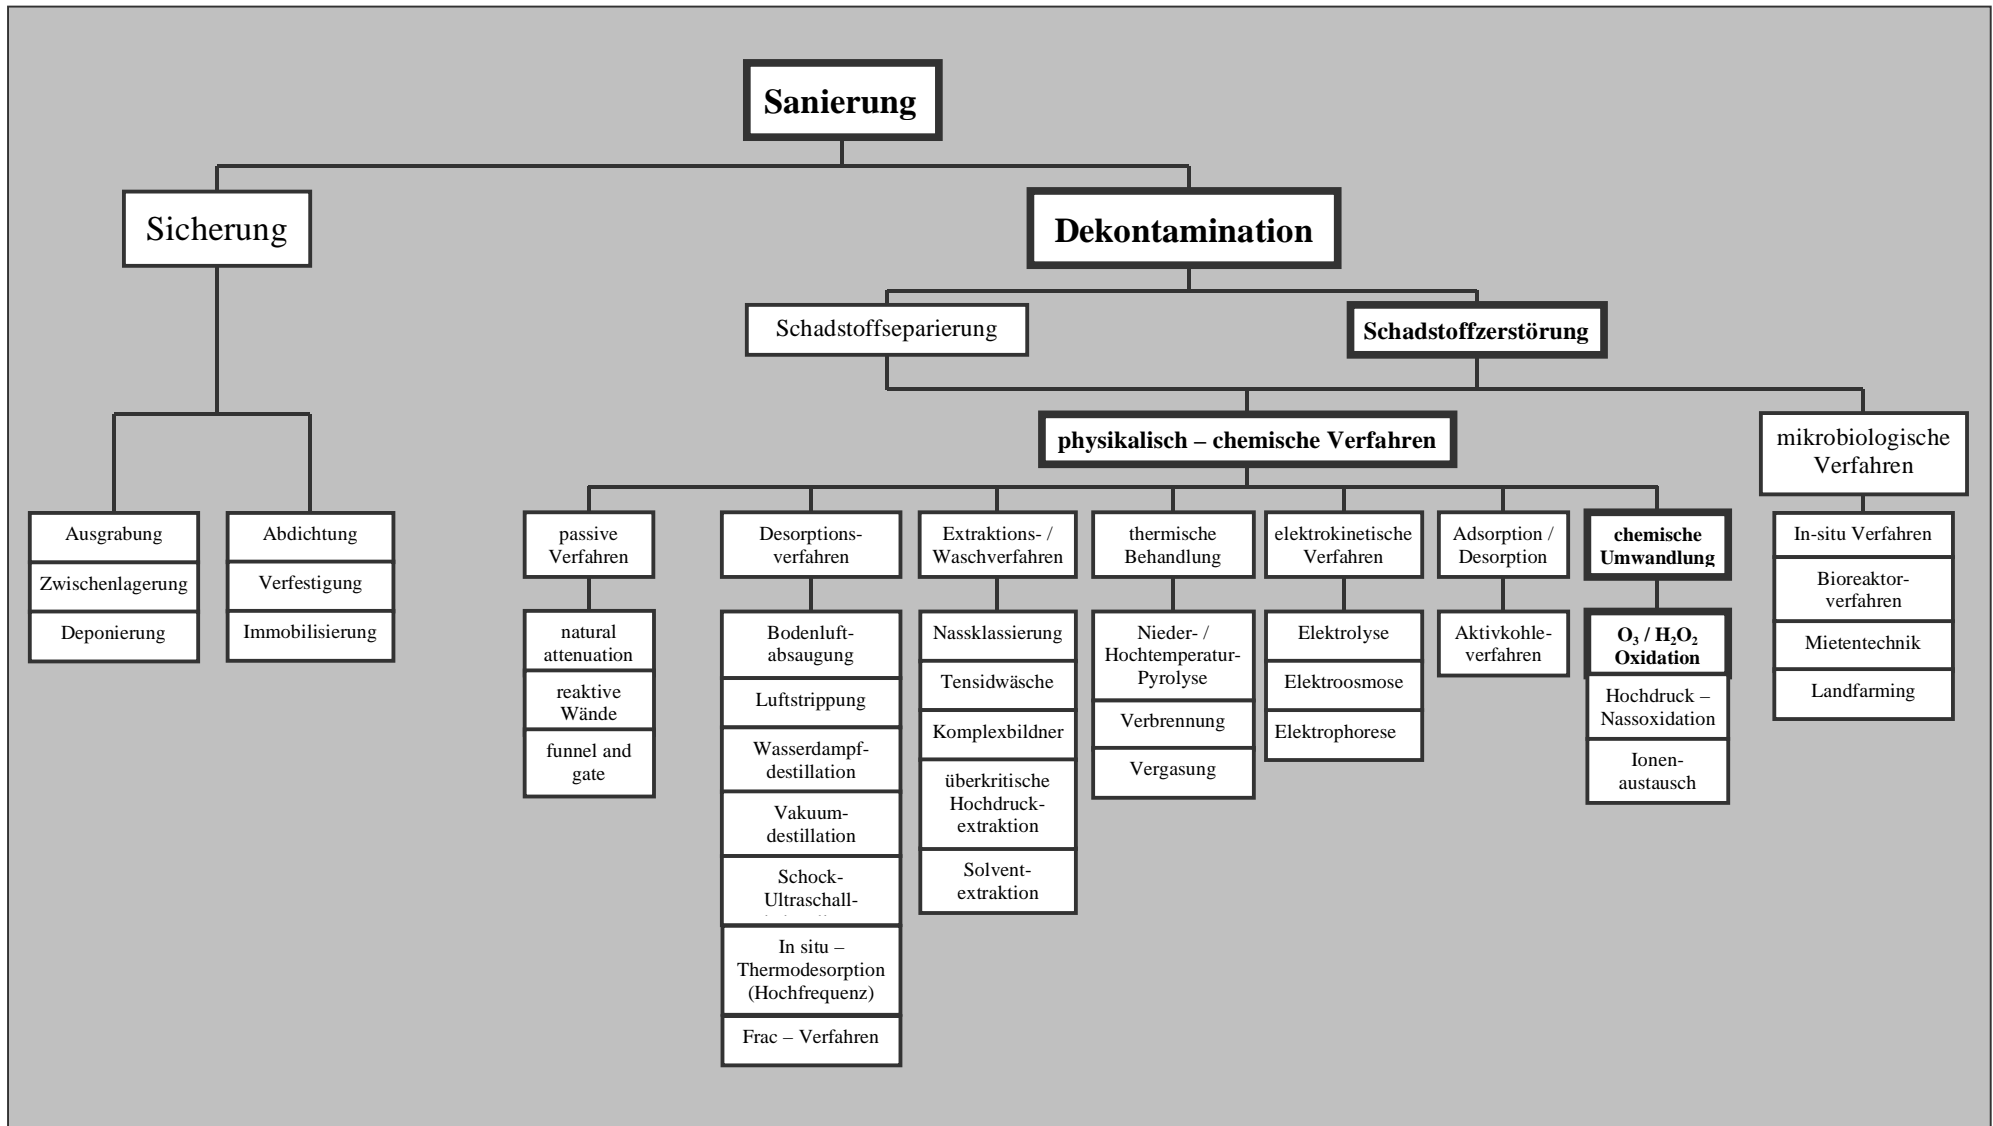 Sanierung
Sicherung
Dekontamination
Schadstoffseparierung
Schadstoffzerstörung
physikalisch – chemische Verfahren
mikrobiologische
Verfahren
Ausgrabung
Zwischenlagerung
Deponierung
Abdichtung
Verfestigung
Immobilisierung
passive
Verfahren
natural
attenuation
reaktive
Wände
funnel and
gate
Desorptions-
verfahren
Bodenluft-
absaugung
Luftstrippung
Wasserdampf-
destillation
Vakuum-
destillation
Schock-
Ultraschall-
In situ –
Thermodesorption
(Hochfrequenz)
Frac – Verfahren
Extraktions- /
Waschverfahren
Nassklassierung
Tensidwäsche
Komplexbildner
überkritische
Hochdruck-
extraktion
Solvent-
extraktion
thermische
Behandlung
Nieder- /
Hochtemperatur-
Pyrolyse
Verbrennung
Vergasung
elektrokinetische
Verfahren
Elektrolyse
Elektroosmose
Elektrophorese
Adsorption /
Desorption
Aktivkohle-
verfahren
chemische
Umwandlung
O₃ / H₂O₂
Oxidation
Hochdruck –
Nassoxidation
Ionen-
austausch
In-situ Verfahren
Bioreaktor-
verfahren
Mietentechnik
Landfarming